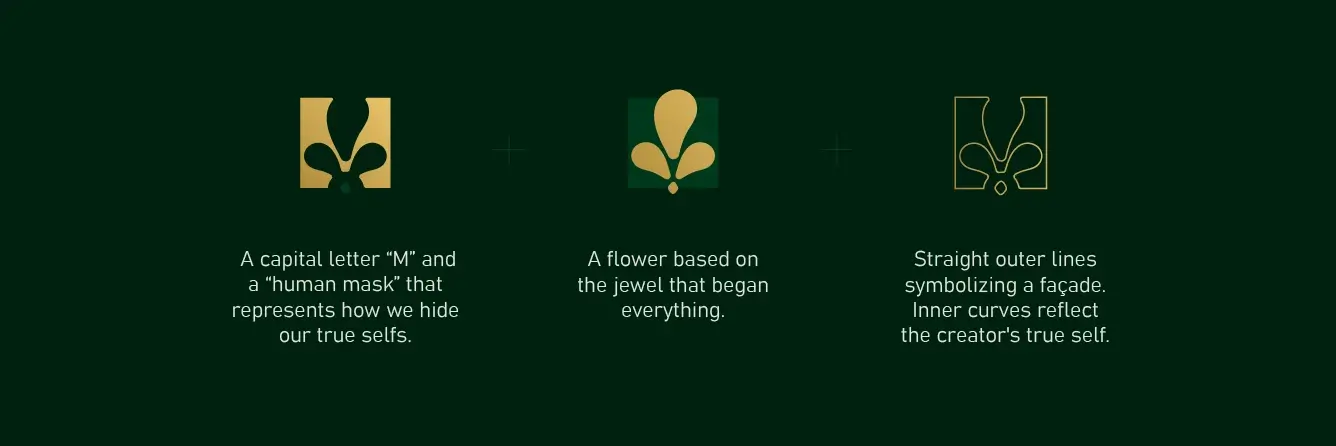 A capital letter “M” and
a “human mask” that
represents how we hide
our true selfs.
A flower based on
the jewel that began
everything.
Straight outer lines
symbolizing a façade.
Inner curves reflect
the creator's true self.